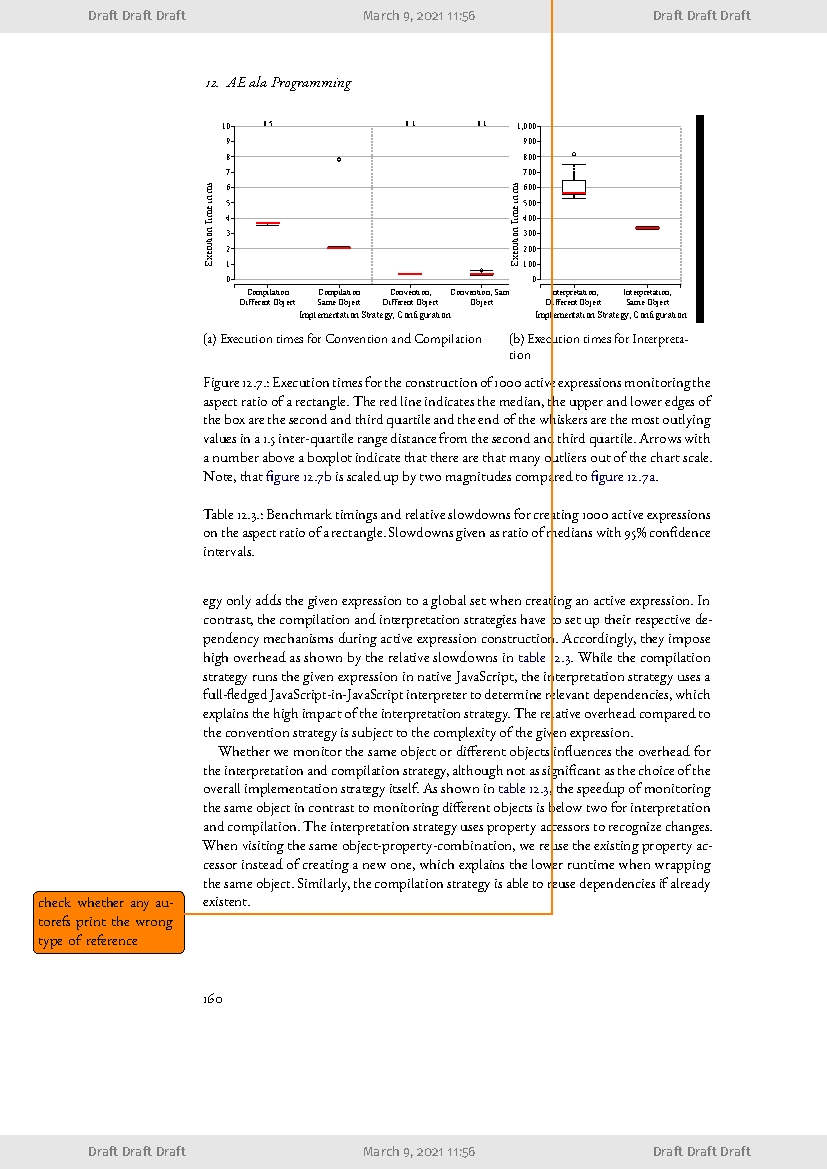 Draft Draft Draft March 9, 2021 11:56 Draft Draft Draft
12. AE ala Programming
10
9
8
7
6
5
4
3
2
1
0
Execution Time in ms
Compilation Compilation Convention, Convention, Sam
Different Object Same Object Different Object Object
Implementation Strategy, Configuration
1,000
900
800
700
600
500
400
300
200
100
0
Execution Time in ms
Interpretation, Interpretation,
Different Object Same Object
Implementation Strategy, Configuration
(a) Execution times for Convention and Compilation
(b) Execution times for Interpreta-
tion
Figure 12.7.: Execution times for the construction of 1000 active expressions monitoring the
aspect ratio of a rectangle. The red line indicates the median, the upper and lower edges of
the box are the second and third quartile and the end of the whiskers are the most outlying
values in a 1.5 inter-quartile range distance from the second and third quartile. Arrows with
a number above a boxplot indicate that there are that many outliers out of the chart scale.
Note, that figure 12.7b is scaled up by two magnitudes compared to figure 12.7a.
Table 12.3.: Benchmark timings and relative slowdowns for creating 1000 active expressions
on the aspect ratio of a rectangle. Slowdowns given as ratio of medians with 95% confidence
intervals.
egy only adds the given expression to a global set when creating an active expression. In
contrast, the compilation and interpretation strategies have to set up their respective de-
pendency mechanisms during active expression construction. Accordingly, they impose
high overhead as shown by the relative slowdowns in table 12.3. While the compilation
strategy runs the given expression in native JavaScript, the interpretation strategy uses a
full-fledged JavaScript-in-JavaScript interpreter to determine relevant dependencies, which
explains the high impact of the interpretation strategy. The relative overhead compared to
the convention strategy is subject to the complexity of the given expression.
Whether we monitor the same object or different objects influences the overhead for
the interpretation and compilation strategy, although not as significant as the choice of the
overall implementation strategy itself. As shown in table 12.3, the speedup of monitoring
the same object in contrast to monitoring different objects is below two for interpretation
and compilation. The interpretation strategy uses property accessors to recognize changes.
When visiting the same object-property-combination, we reuse the existing property ac-
cessor instead of creating a new one, which explains the lower runtime when wrapping
the same object. Similarly, the compilation strategy is able to reuse dependencies if already
existent.
check whether any au-
torefs print the wrong
type of reference
160
Draft Draft Draft March 9, 2021 11:56 Draft Draft Draft